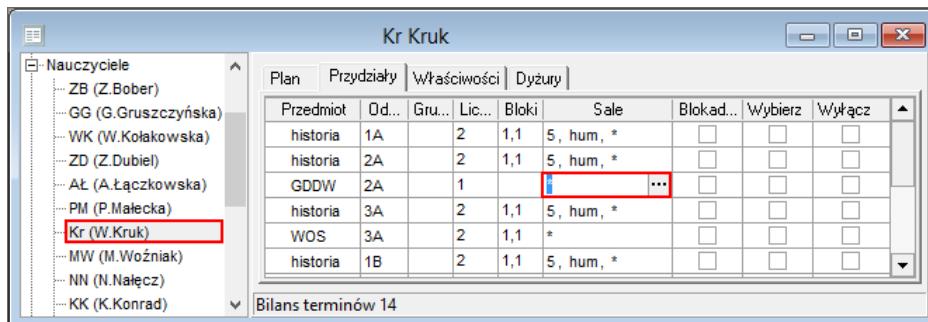 Kr Kruk
Nauczyciele
ZB (Z.Bober)
GG (G.Gruszczyńska)
WK (W.Kołakowska)
ZD (Z.Dubiel)
AŁ (A.Łączkowska)
PM (P.Małecka)
Kr (W.Kruk)
MW (M.Woźniak)
NN (N.Nałęcz)
KK (K.Konrad)
Plan Przydziały Właściwości Dyżury
Przedmiot Od... Gru... Lic... Bloki Sale Blokad... Wybierz Wyłącz
historia 1A 2 1,1 5, hum, *
historia 2A 2 1,1 5, hum, *
GDDW 2A 1 * ...
historia 3A 2 1,1 5, hum, *
WOS 3A 2 1,1 *
historia 1B 2 1,1 5, hum, *
Bilans terminów 14